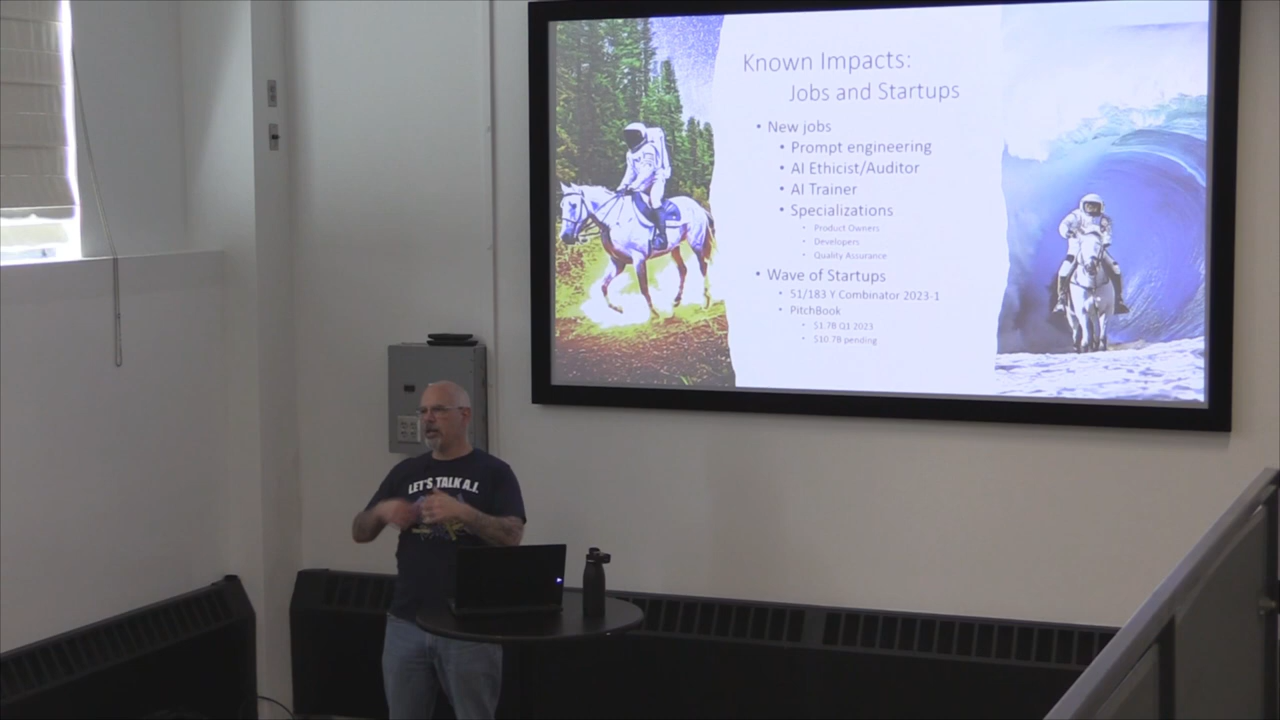 Known Impacts:
Jobs and Startups
• New jobs
• Prompt engineering
• AI Ethicist/Auditor
• AI Trainer
• Specializations
• Product Owners
• Developers
• Quality Assurance
• Wave of Startups
• 51/183 Y Combinator 2023-1
• PitchBook
• $1.7B Q1 2023
• $10.7B pending
LET'S TALK A.I.